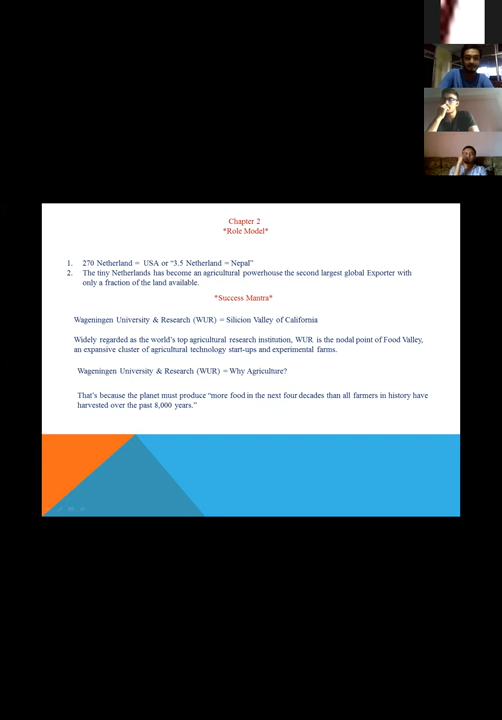 Chapter 2
*Role Model*
1. 270 Netherland = USA or “3.5 Netherland = Nepal”
2. The tiny Netherlands has become an agricultural powerhouse the second largest global Exporter with
only a fraction of the land available.
*Success Mantra*
Wageningen University & Research (WUR) = Silicion Valley of California
Widely regarded as the world’s top agricultural research institution, WUR is the nodal point of Food Valley,
an expansive cluster of agricultural technology start-ups and experimental farms.
Wageningen University & Research (WUR) = Why Agriculture?
That’s because the planet must produce “more food in the next four decades than all farmers in history have
harvested over the past 8,000 years.”